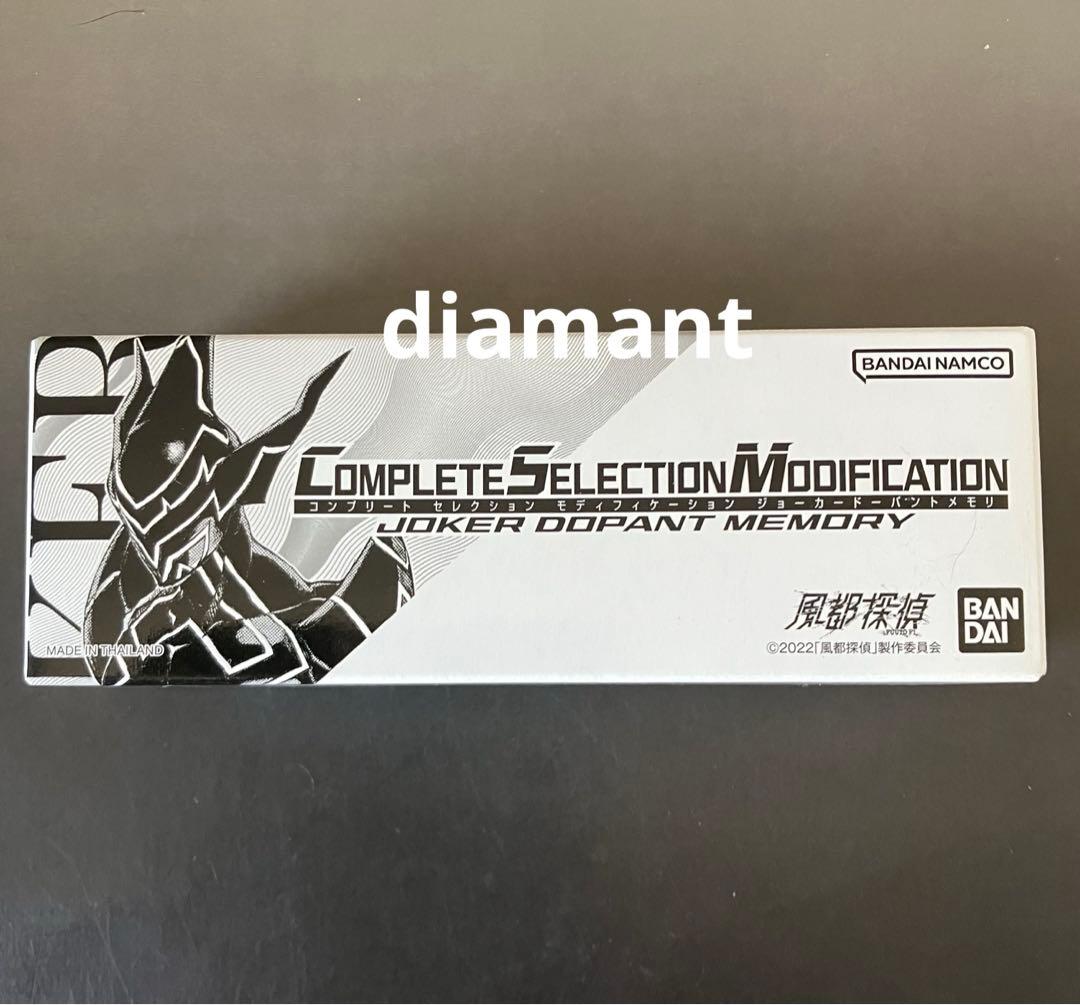 diamant
BANDAI NAMCO
COMPLETE SELECTION MODIFICATION
コンプリート セレクション モディフィケーション ジョーカードーパントメモリ
JOKER DOPANT MEMORY
風都探偵
BAN
DAI
MADE IN THAILAND
©2022「風都探偵」製作委員会